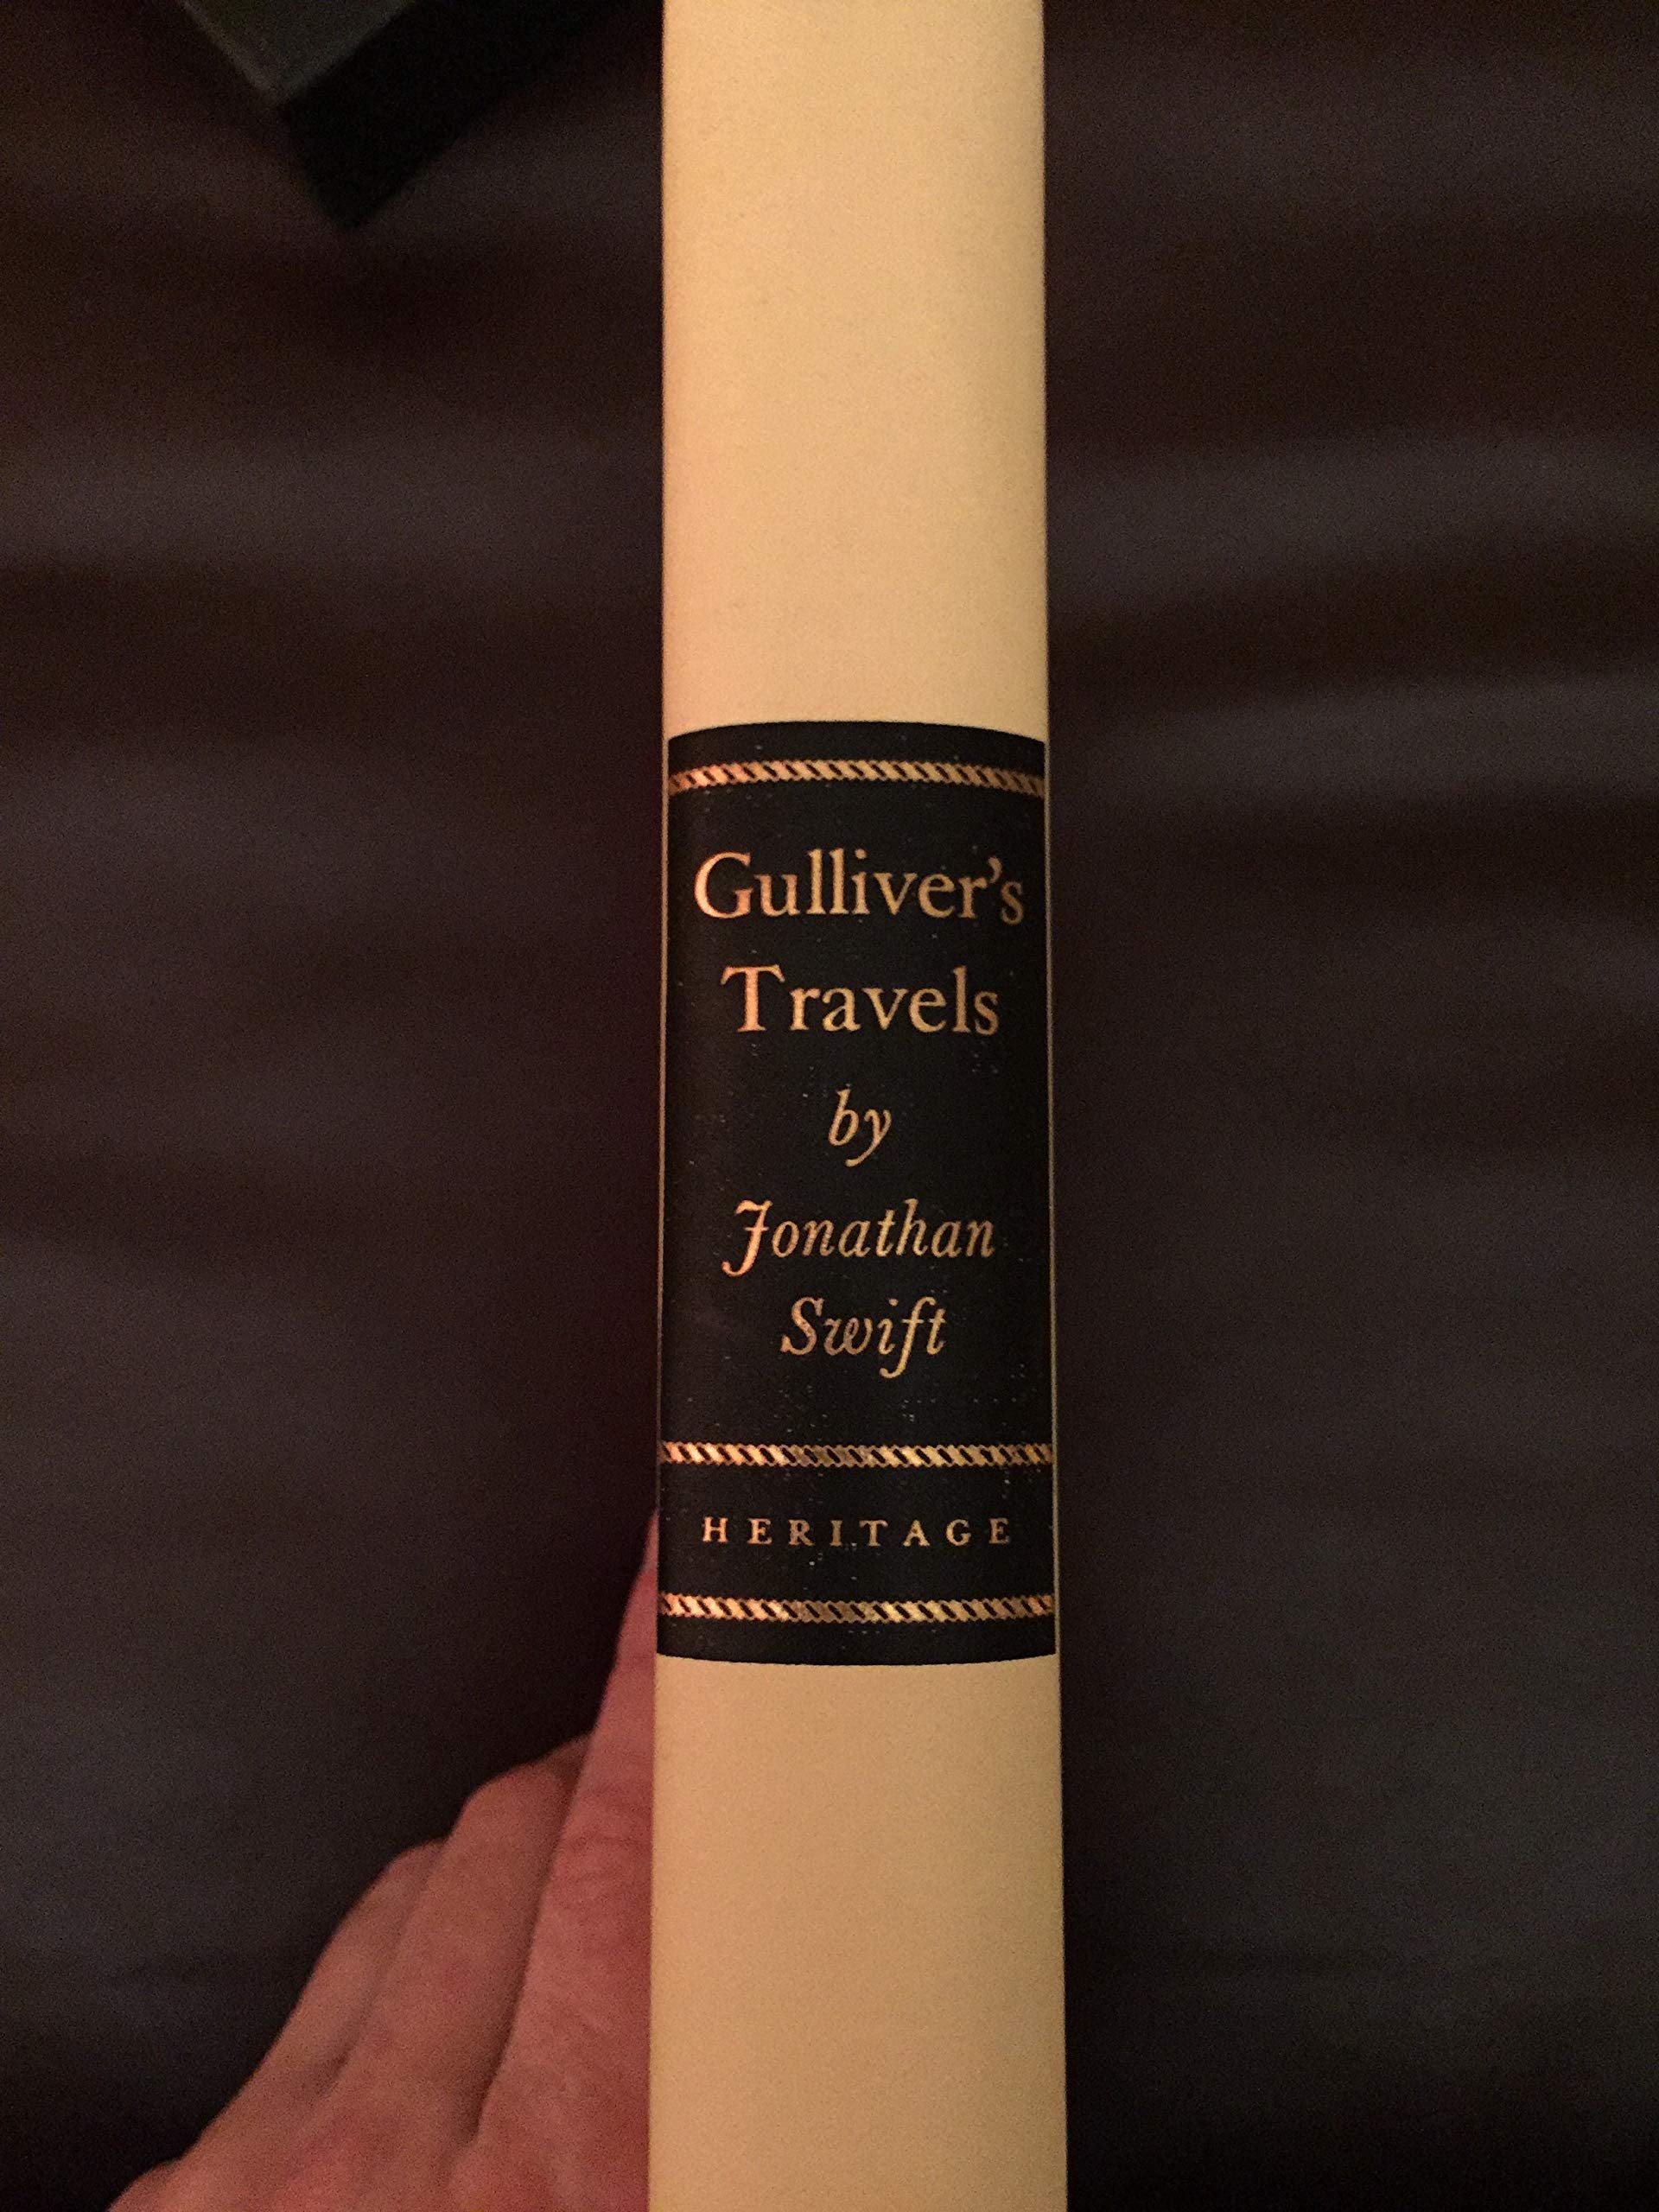 Gulliver's
Travels
by
Jonathan
Swift
HERITAGE